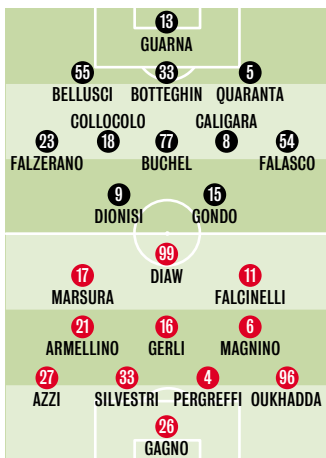 13
GUARNA
55 33 5
BELLUSCI BOTTEGHIN QUARANTA
COLLOCOLO CALIGARA
23 18 77 8 54
FALZERANO BUCHEL FALASCO
9 15
DIONISI GONDO
99
DIAW
17 11
MARSURA FALCINELLI
21 16 6
ARMELLINO GERLI MAGNINO
27 33 4 96
AZZI SILVESTRI PERGREFFI OUKHADDA
26
GAGNO